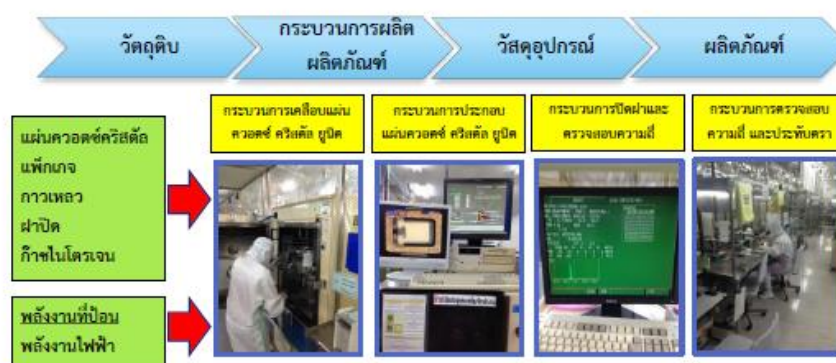 วัตถุดิบ
กระบวนการผลิต
ผลิตภัณฑ์
วัสดุอุปกรณ์
ผลิตภัณฑ์
แผ่นควอตซ์คริสตัล
แพ็กเกจ
กาวเหลว
ฝาปิด
ก๊าซไนโตรเจน
พลังงานที่ป้อน
พลังงานไฟฟ้า
กระบวนการเคลือบแผ่น
ควอตซ์ คริสตัล ยูนิต
กระบวนการประกอบ
แผ่นควอตซ์ คริสตัล ยูนิต
กระบวนการปิดฝาและ
ตรวจสอบความถี่
กระบวนการตรวจสอบ
ความถี่ และประทับตรา